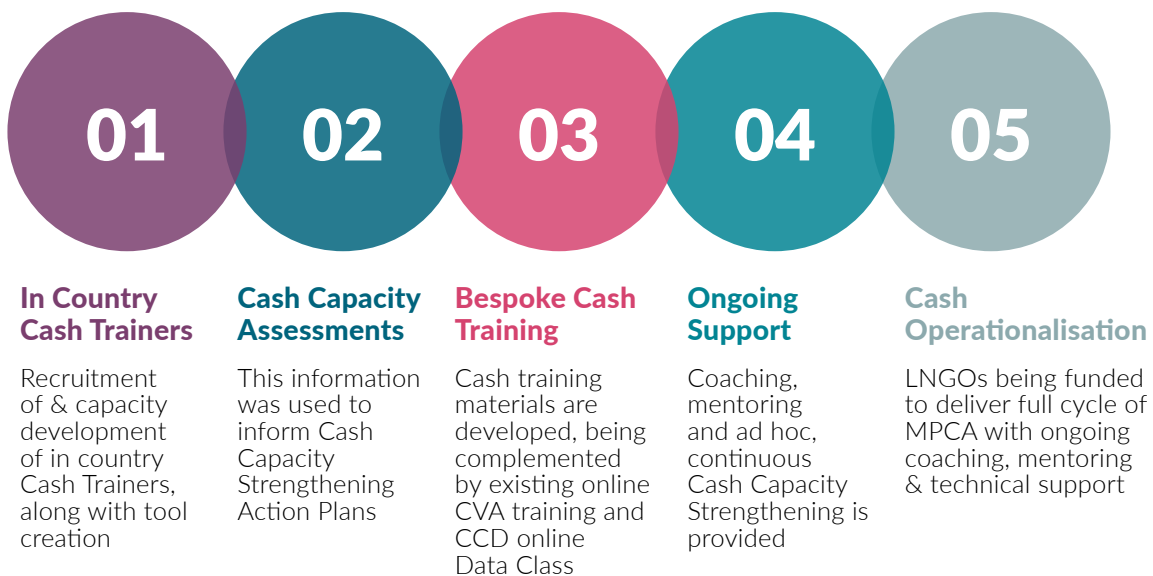 01
02
03
04
05
In Country
Cash Trainers
Recruitment
of & capacity
development
of in country
Cash Trainers,
along with tool
creation
Cash Capacity
Assessments
This information
was used to
inform Cash
Capacity
Strengthening
Action Plans
Bespoke Cash
Training
Cash training
materials are
developed, being
complemented
by existing online
CVA training and
CCD online
Data Class
Ongoing
Support
Coaching,
mentoring
and ad hoc,
continuous
Cash Capacity
Strengthening is
provided
Cash
Operationalisation
LNGOs being funded
to deliver full cycle of
MPCA with ongoing
coaching, mentoring
& technical support